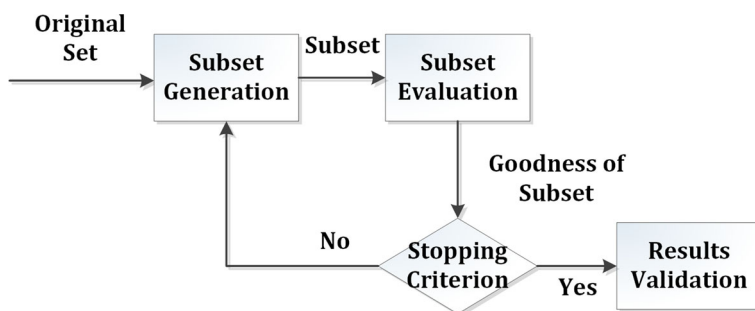 Original
Set
Subset
Generation
Subset
Subset
Evaluation
Goodness of
Subset
No
Stopping
Criterion
Yes
Results
Validation